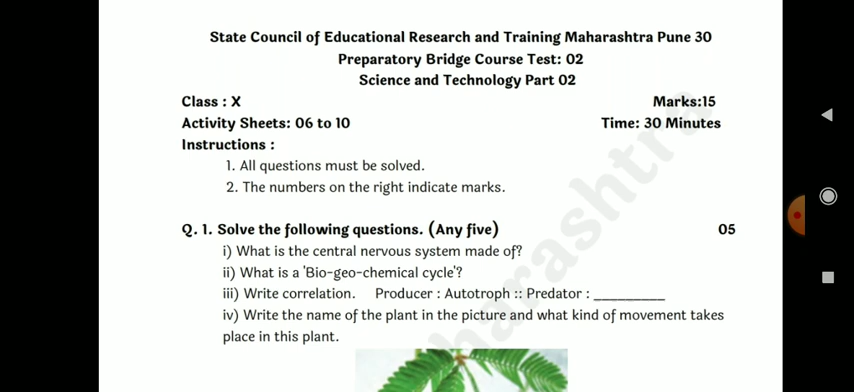 State Council of Educational Research and Training Maharashtra Pune 30
Preparatory Bridge Course Test: 02
Science and Technology Part 02
Class : X Marks:15
Activity Sheets: 06 to 10 Time: 30 Minutes
Instructions :
1. All questions must be solved.
2. The numbers on the right indicate marks.
Q. 1. Solve the following questions. (Any five) 05
i) What is the central nervous system made of?
ii) What is a 'Bio-geo-chemical cycle'?
iii) Write correlation. Producer : Autotroph :: Predator : _________
iv) Write the name of the plant in the picture and what kind of movement takes
place in this plant.